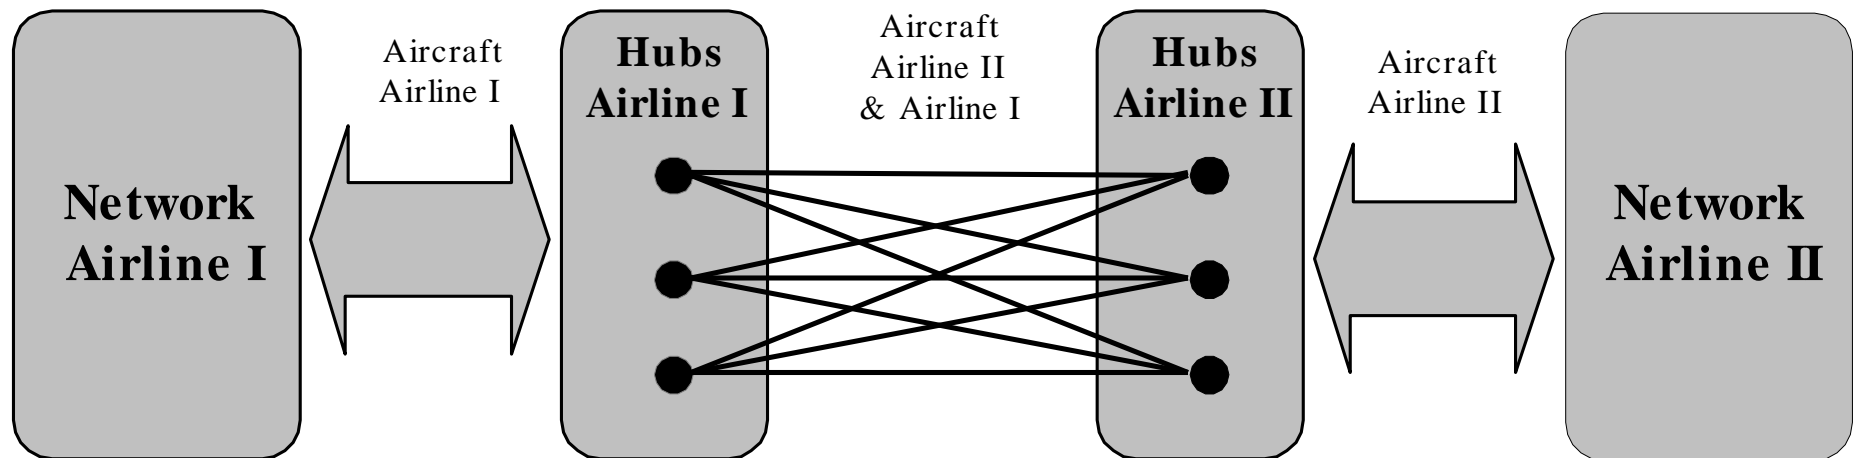 Network
Airline I
Aircraft
Airline I
Hubs
Airline I
Aircraft
Airline II
& Airline I
Hubs
Airline II
Aircraft
Airline II
Network
Airline II